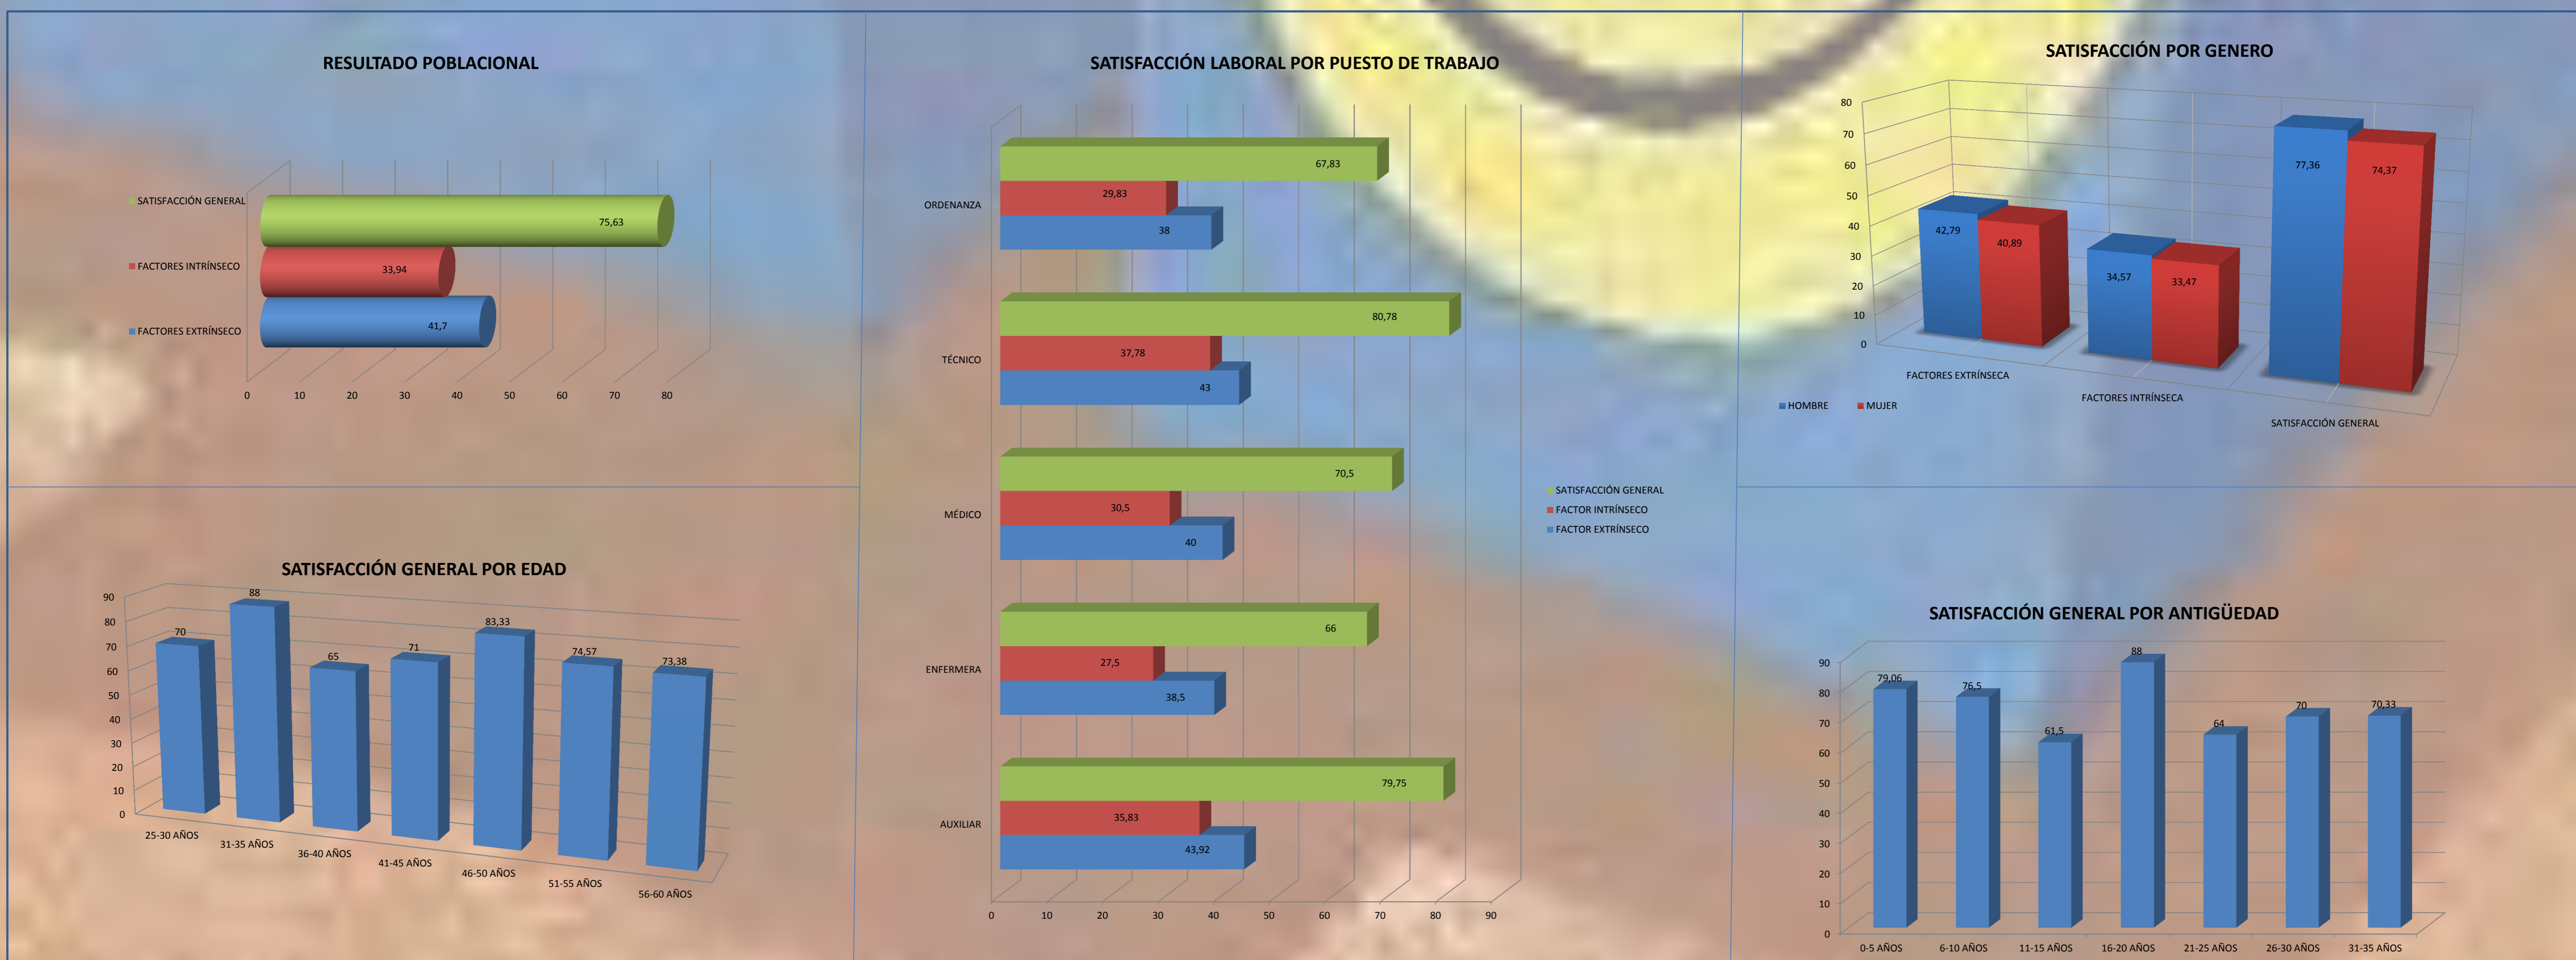 RESULTADO POBLACIONAL
SATISFACCIÓN GENERAL
75,63
FACTORES INTRÍNSECO
33,94
FACTORES EXTRÍNSECO
41,7
0 10 20 30 40 50 60 70 80
SATISFACCIÓN GENERAL POR EDAD
90
80
70
60
50
40
30
20
10
0
70
88
65
71
83,33
74,57
73,38
25-30 AÑOS
31-35 AÑOS
36-40 AÑOS
41-45 AÑOS
46-50 AÑOS
51-55 AÑOS
56-60 AÑOS
SATISFACCIÓN LABORAL POR PUESTO DE TRABAJO
67,83
29,83
ORDENANZA
38
80,78
37,78
TÉCNICO
43
70,5
30,5
MÉDICO
40
66
27,5
ENFERMERA
38,5
79,75
35,83
AUXILIAR
43,92
0 10 20 30 40 50 60 70 80 90
SATISFACCIÓN GENERAL
FACTOR INTRÍNSECO
FACTOR EXTRÍNSECO
SATISFACCIÓN POR GENERO
80
70
60
50
40
30
20
10
0
42,79
40,89
34,57
33,47
77,36
74,37
FACTORES EXTRÍNSECA
FACTORES INTRÍNSECA
SATISFACCIÓN GENERAL
HOMBRE MUJER
SATISFACCIÓN GENERAL POR ANTIGÜEDAD
90
80
70
60
50
40
30
20
10
0
79,06
76,5
61,5
88
64
70
70,33
0-5 AÑOS 6-10 AÑOS 11-15 AÑOS 16-20 AÑOS 21-25 AÑOS 26-30 AÑOS 31-35 AÑOS